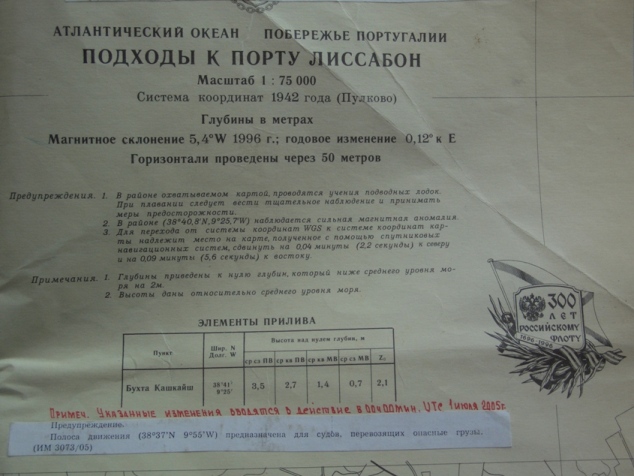 АТЛАНТИЧЕСКИЙ ОКЕАН ПОБЕРЕЖЬЕ ПОРТУГАЛИИ
ПОДХОДЫ К ПОРТУ ЛИССАБОН
Масштаб 1 : 75 000
Система координат 1942 года (Пулково)
Глубины в метрах
Магнитное склонение 5,4°W 1996 г.; годовое изменение 0,12° к E
Горизонтали проведены через 50 метров
Предупреждения. 1. В районе охватываемом картой, проводятся учения подводных лодок.
При плавании следует вести тщательное наблюдение и принимать
меры предосторожности.
2. В районе (38°40,8'N, 9°25,7'W) наблюдается сильная магнитная аномалия.
3. Для перехода от системы координат WGS к системе координат кар-
ты надлежит место на карте, полученное с помощью спутниковых
навигационных систем, сдвинуть на 0,04 минуты (2,2 секунды) к северу
и на 0,09 минуты (5,6 секунды) к востоку.
Примечания. 1. Глубины приведены к нулю глубин, который ниже среднего уровня мо-
ря на 2м.
2. Высоты даны относительно среднего уровня моря.
300
ЛЕТ
РОССИЙСКОМУ
ФЛОТУ
1696 1996
ЭЛЕМЕНТЫ ПРИЛИВА
Пункт Шир. N Долг. W Высота над нулем глубин, м
ср сз ПВ ср кв ПВ ср кв МВ ср сз МВ Z₀
Бухта Кашкайш 38°41' 9°25' 3,5 2,7 1,4 0,7 2,1
Примеч. Указанные изменения вводятся в действие в 00ч00мин. UTC 1 июля 2005г.
Предупреждение.
Полоса движения (38°37'N 9°55'W) предназначена для судов, перевозящих опасные грузы.
(ИМ 3073/05)